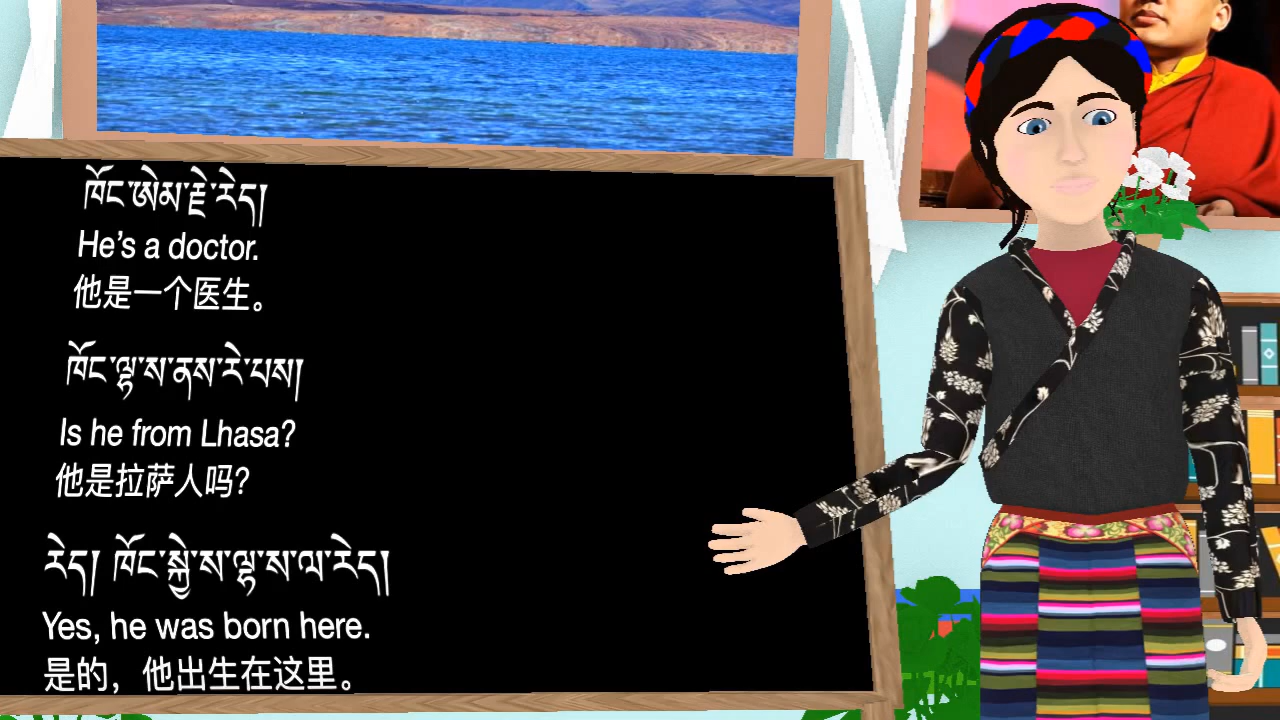 ཁོང་ཨེམ་རྗེ་རེད།
He’s a doctor.
他是一个医生。
ཁོང་ལྷ་ས་ནས་རེ་པས།
Is he from Lhasa?
他是拉萨人吗?
རེད། ཁོང་སྐྱེ་ས་ལྷ་ས་ལ་རེད།
Yes, he was born here.
是的，他出生在这里。